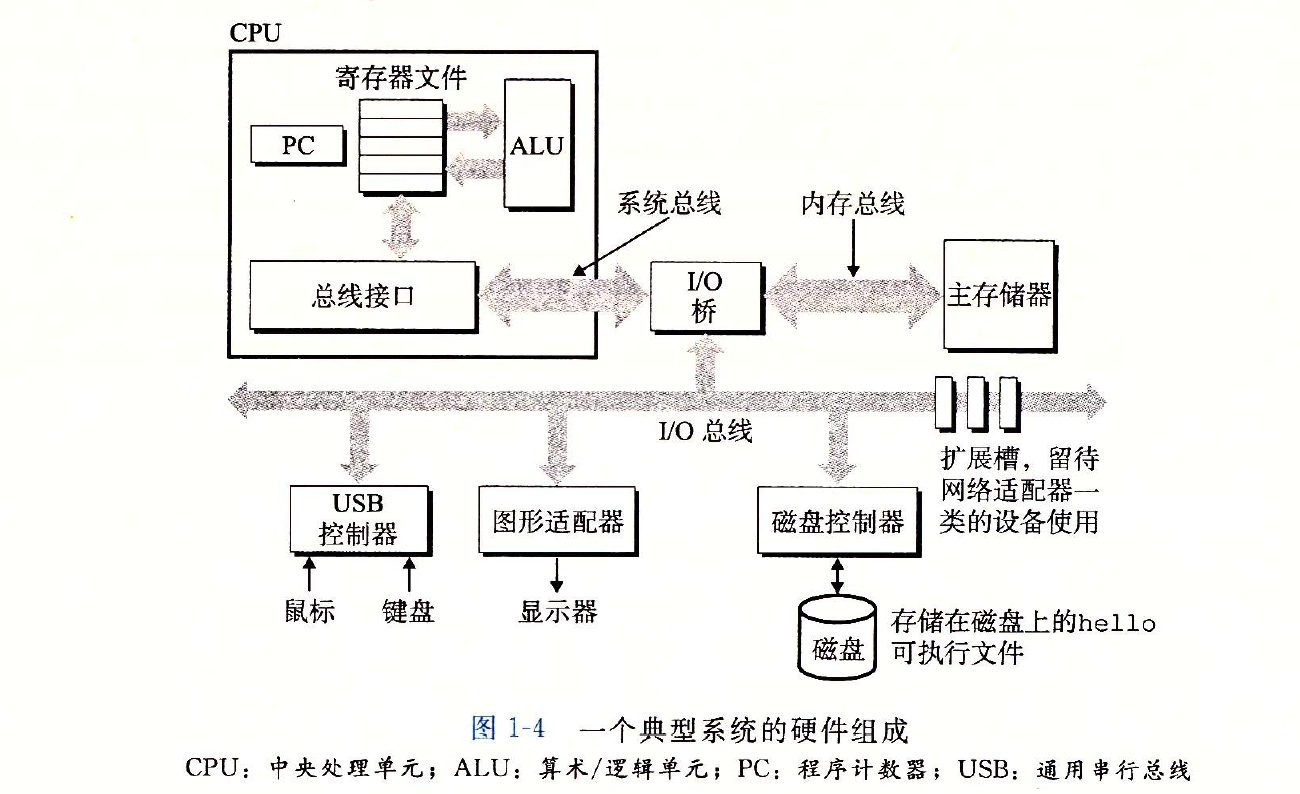 CPU
寄存器文件
PC
ALU
系统总线
内存总线
总线接口
I/O
桥
主存储器
I/O 总线
扩展槽，留待
网络适配器一
类的设备使用
USB
控制器
图形适配器
磁盘控制器
鼠标
键盘
显示器
磁盘
存储在磁盘上的hello
可执行文件
图 1-4 一个典型系统的硬件组成
CPU：中央处理单元；ALU：算术/逻辑单元；PC：程序计数器；USB：通用串行总线